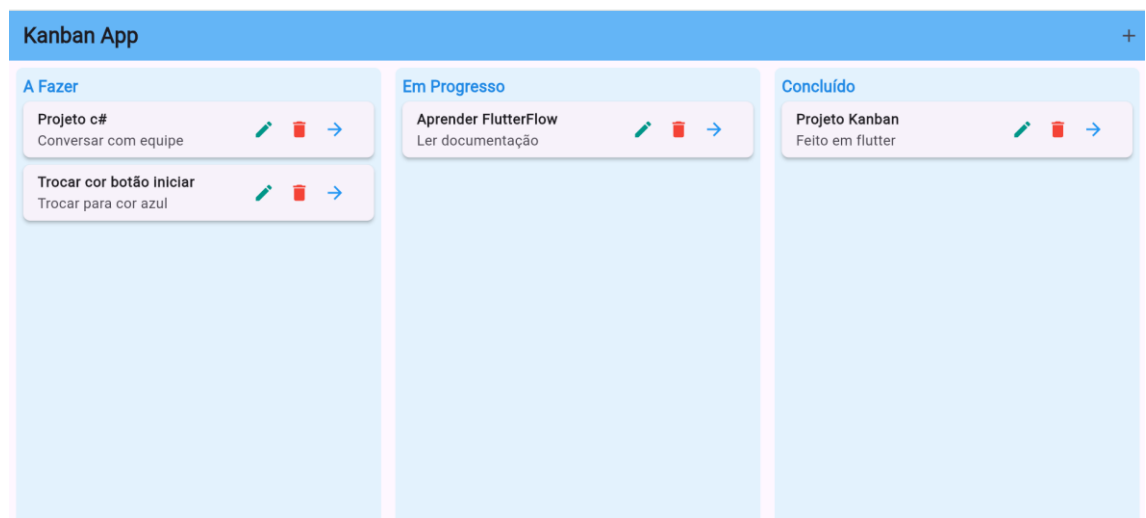 Kanban App
+
A Fazer
Projeto c#
Conversar com equipe
Trocar cor botão iniciar
Trocar para cor azul
Em Progresso
Aprender FlutterFlow
Ler documentação
Concluído
Projeto Kanban
Feito em flutter